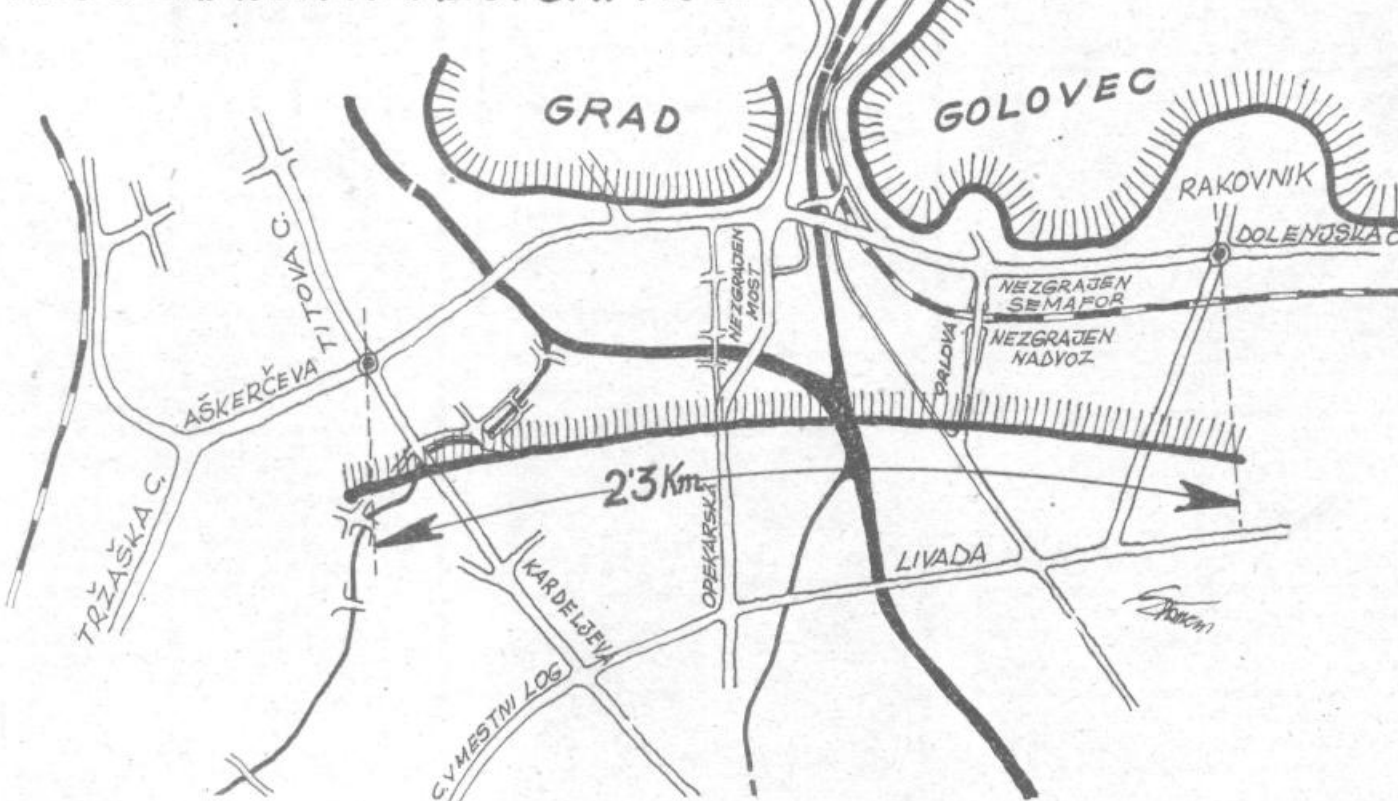 GRAD
GOLOVEC
RAKOVNIK
DOLENJSKA C
TITOVA C.
NEZGRAJEN
MOST
NEZGRAJEN
SEMAFOR
NEZGRAJEN
NADVOZ
ORLOVA
AŠKERČEVA
TRŽAŠKA C.
2'3 Km
OPEKARSKA
LIVADA
KARDELJEVA
C. V MESTNI LOG